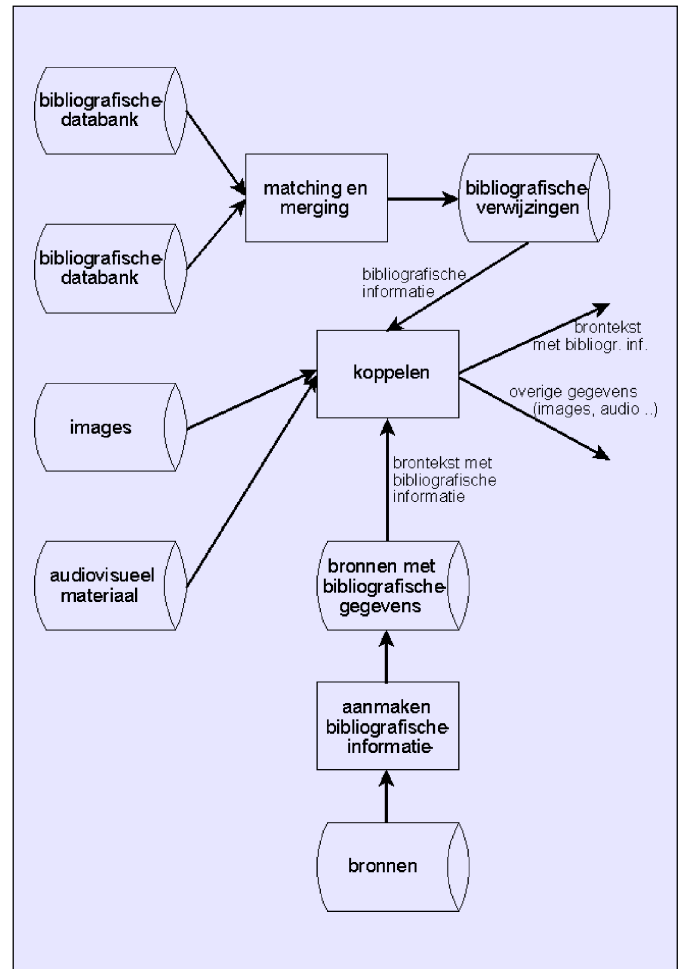 bibliografische
databank
matching en
merging
bibliografische
verwijzingen
bibliografische
databank
bibliografische
informatie
brontekst
met bibliogr. inf.
koppelen
overige gegevens
(images, audio ..)
images
brontekst met
bibliografische
informatie
audiovisueel
materiaal
bronnen met
bibliografische
gegevens
aanmaken
bibliografische
informatie
bronnen